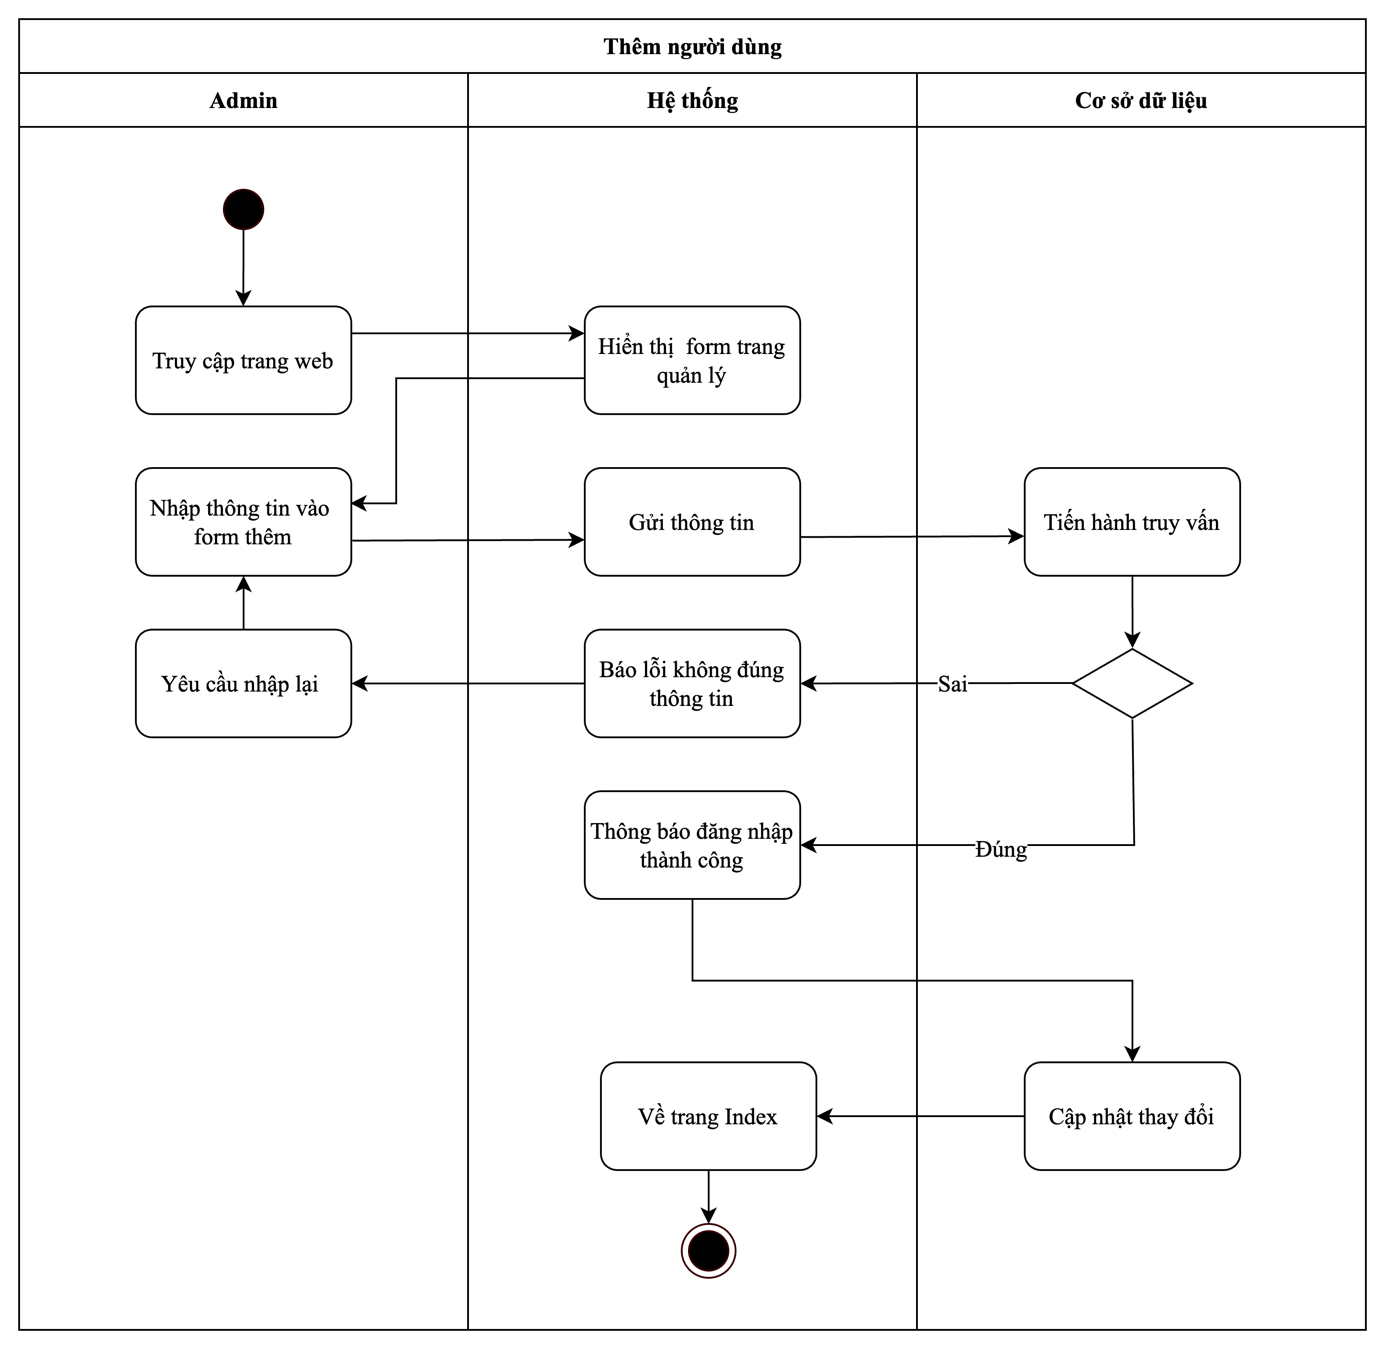 Thêm người dùng
Admin
Hệ thống
Cơ sở dữ liệu
Truy cập trang web
Hiển thị  form trang
quản lý
Nhập thông tin vào
form thêm
Gửi thông tin
Tiến hành truy vấn
Yêu cầu nhập lại
Báo lỗi không đúng
thông tin
Sai
Thông báo đăng nhập
thành công
Đúng
Về trang Index
Cập nhật thay đổi